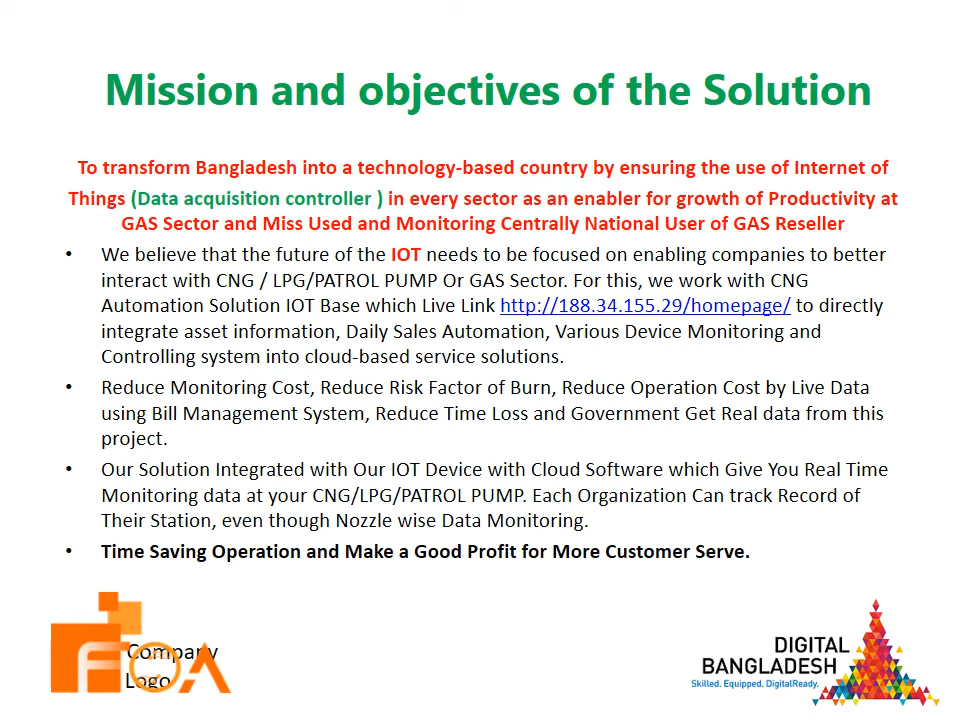 Mission and objectives of the Solution
To transform Bangladesh into a technology-based country by ensuring the use of Internet of
Things (Data acquisition controller ) in every sector as an enabler for growth of Productivity at
GAS Sector and Miss Used and Monitoring Centrally National User of GAS Reseller
• We believe that the future of the IOT needs to be focused on enabling companies to better
interact with CNG / LPG/PATROL PUMP Or GAS Sector. For this, we work with CNG
Automation Solution IOT Base which Live Link http://188.34.155.29/homepage/ to directly
integrate asset information, Daily Sales Automation, Various Device Monitoring and
Controlling system into cloud-based service solutions.
• Reduce Monitoring Cost, Reduce Risk Factor of Burn, Reduce Operation Cost by Live Data
using Bill Management System, Reduce Time Loss and Government Get Real data from this
project.
• Our Solution Integrated with Our IOT Device with Cloud Software which Give You Real Time
Monitoring data at your CNG/LPG/PATROL PUMP. Each Organization Can track Record of
Their Station, even though Nozzle wise Data Monitoring.
• Time Saving Operation and Make a Good Profit for More Customer Serve.
Company
Logo
FOA
DIGITAL
BANGLADESH
Skilled. Equipped. DigitalReady.